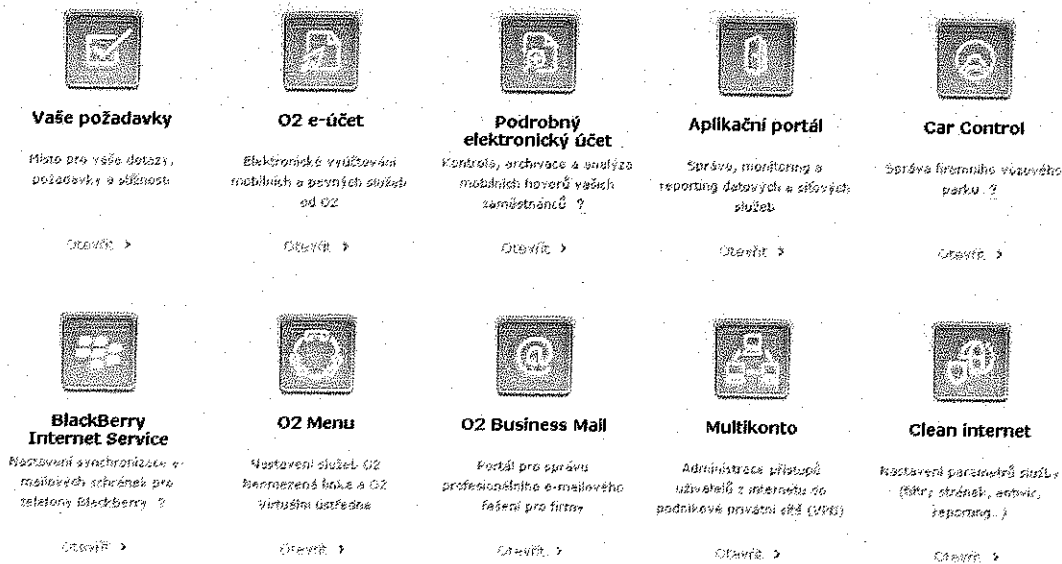 Vaše požadavky
Místo pro vaše dotazy,
požadavky a stížnosti
Otevřít >
O2 e-účet
Elektronické vyúčtování
mobilních a pevných služeb
od O2
Otevřít >
Podrobný
elektronický účet
Kontrola, archivace a analýza
mobilních hovorů vašich
zaměstnanců ?
Otevřít >
Aplikační portál
Správa, monitoring a
reporting datových a síťových
služeb
Otevřít >
Car Control
Správa firemního vozového
parku ?
Otevřít >
BlackBerry
Internet Service
Nastavení synchronizace e-
mailových schránek pro
telefony BlackBerry ?
Otevřít >
O2 Menu
Nastavení služeb O2
Neomezená linka a O2
Virtuální ústředna
Otevřít >
O2 Business Mail
Portál pro správu
profesionálního e-mailového
řešení pro firmy
Otevřít >
Multikonto
Administrace přístupů
uživatelů z internetu do
podnikové privátní sítě (VPN)
Otevřít >
Clean internet
Nastavení parametrů služby
(filtry stránek, antivir,
reporting..)
Otevřít >